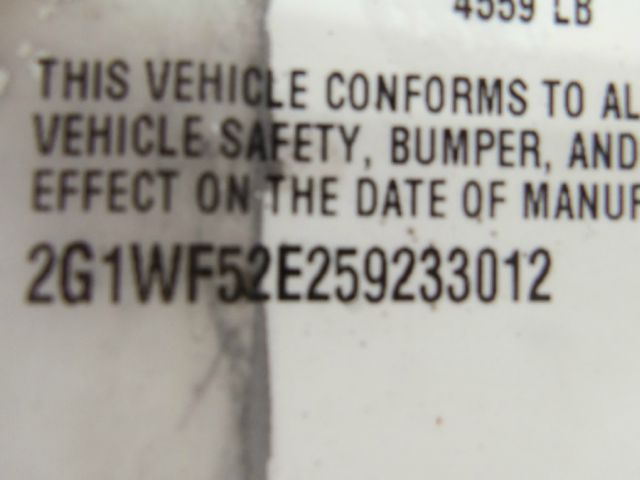 4559 LB
THIS VEHICLE CONFORMS TO AL
VEHICLE SAFETY, BUMPER, AND
EFFECT ON THE DATE OF MANUF
2G1WF52E259233012